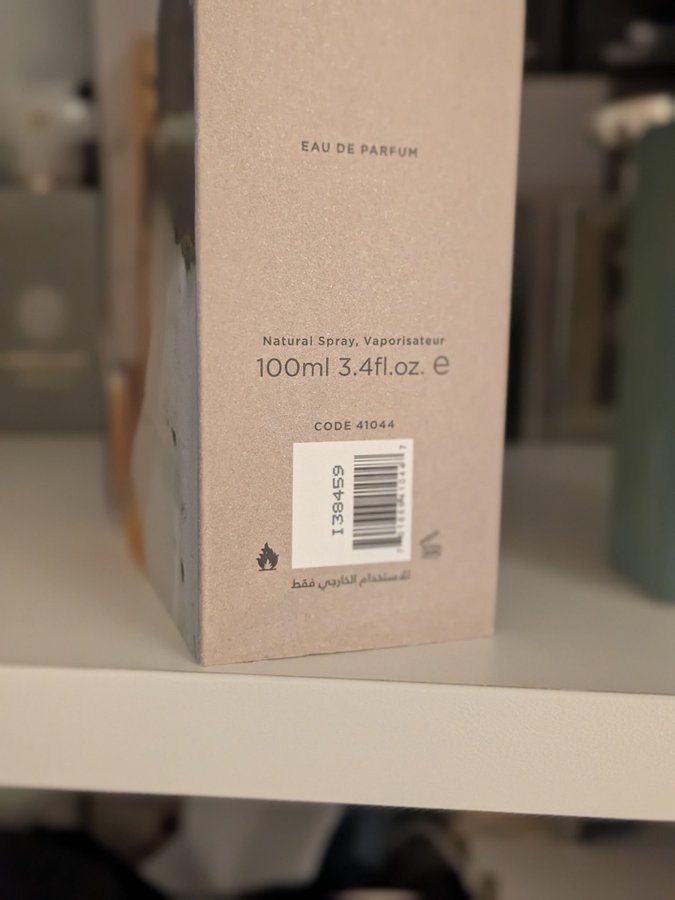 EAU DE PARFUM
Natural Spray, Vaporisateur
100ml 3.4fl.oz. e
CODE 41044
I38459
للاستخدام الخارجي فقط